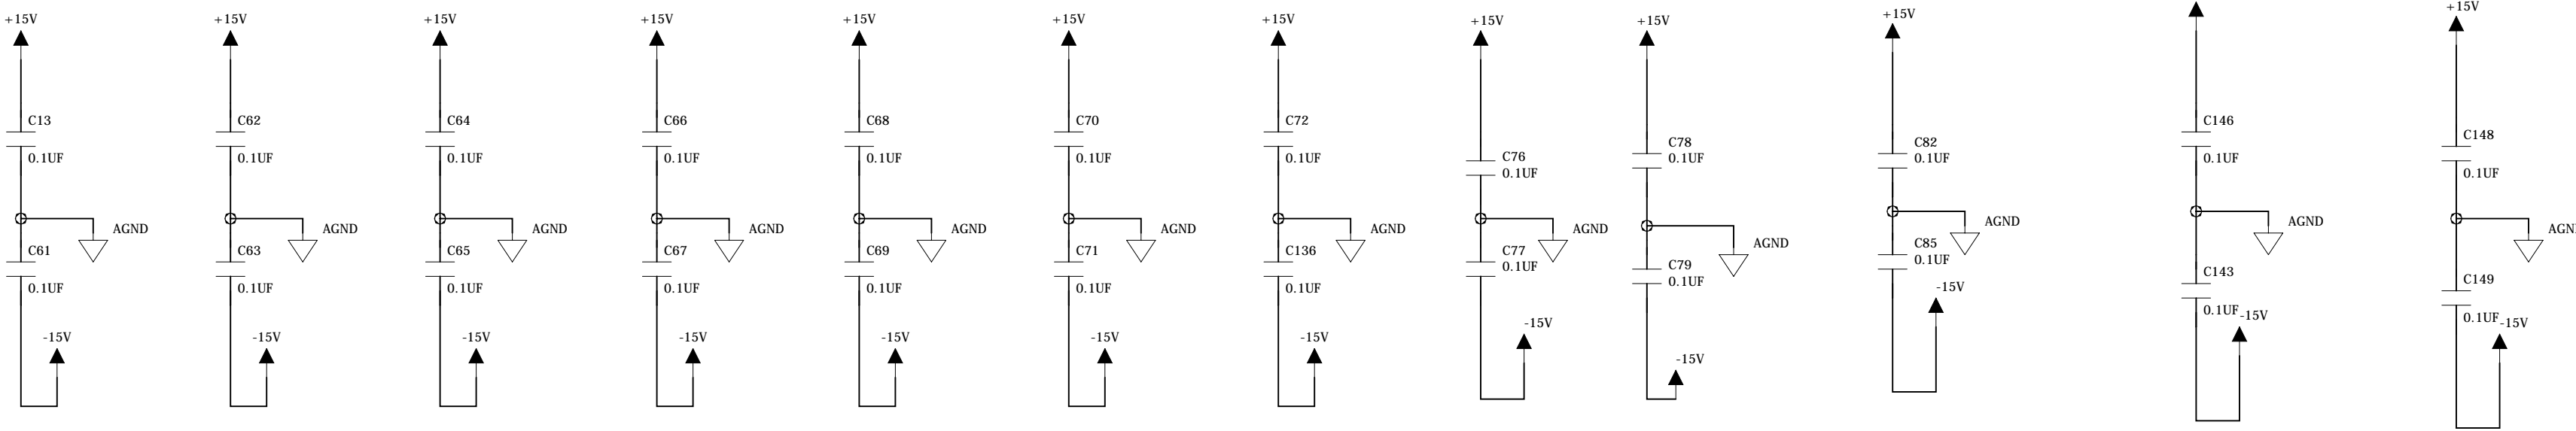 +15V
C13
0.1UF
AGND
C61
0.1UF
-15V
+15V
C62
0.1UF
AGND
C63
0.1UF
-15V
+15V
C64
0.1UF
AGND
C65
0.1UF
-15V
+15V
C66
0.1UF
AGND
C67
0.1UF
-15V
+15V
C68
0.1UF
AGND
C69
0.1UF
-15V
+15V
C70
0.1UF
AGND
C71
0.1UF
-15V
+15V
C72
0.1UF
AGND
C136
0.1UF
-15V
+15V
C76
0.1UF
AGND
C77
0.1UF
-15V
+15V
C78
0.1UF
AGND
C79
0.1UF
-15V
+15V
C82
0.1UF
AGND
C85
0.1UF
-15V
C146
0.1UF
AGND
C143
0.1UF
-15V
+15V
C148
0.1UF
AGN
C149
0.1UF
-15V